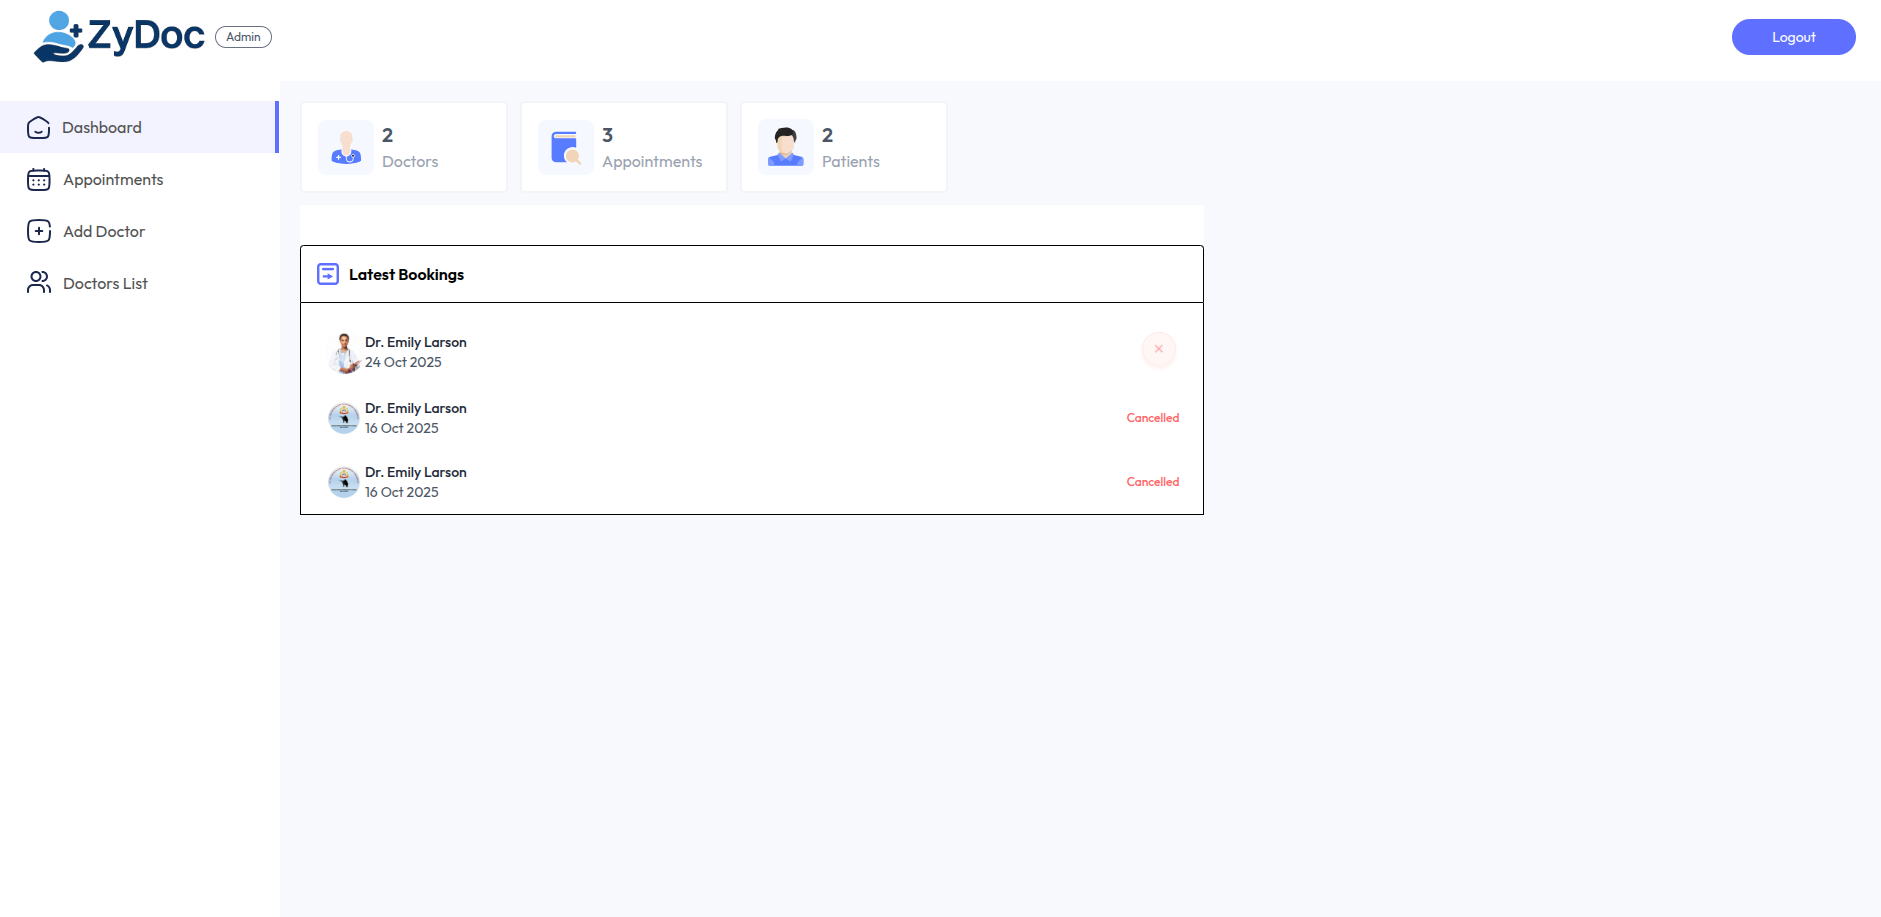 ZyDoc
Admin
Logout
Dashboard
Appointments
Add Doctor
Doctors List
2
Doctors
3
Appointments
2
Patients
Latest Bookings
Dr. Emily Larson
24 Oct 2025
Dr. Emily Larson
16 Oct 2025
Cancelled
Dr. Emily Larson
16 Oct 2025
Cancelled